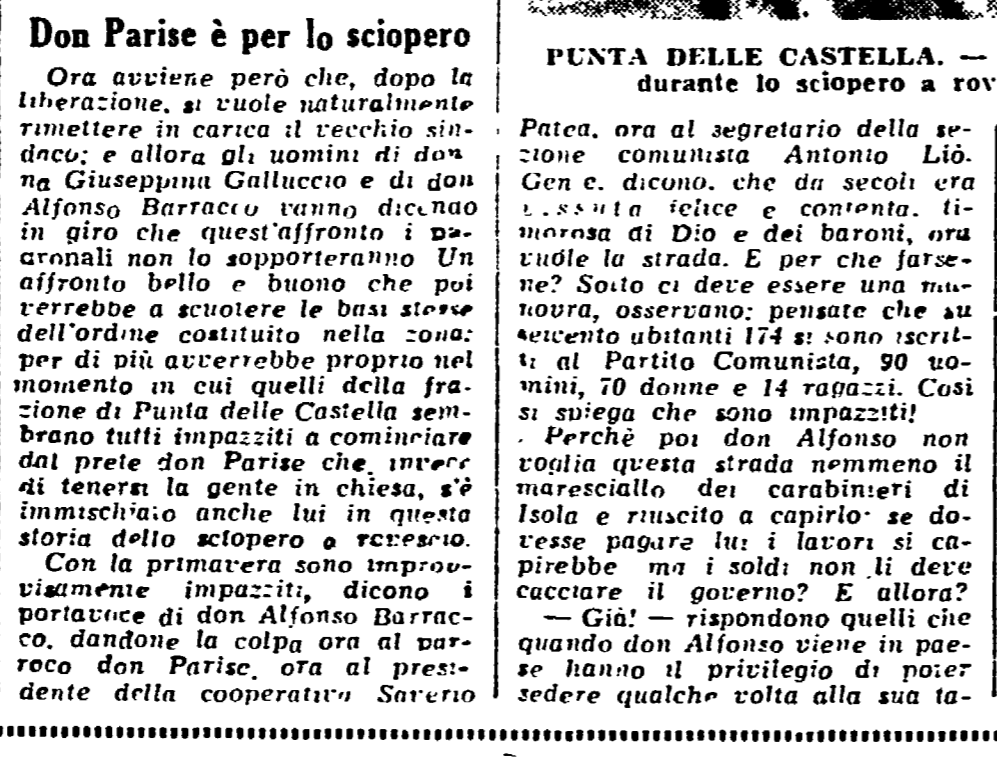 Don Parise è per lo sciopero
Ora avviene però che, dopo la
liberazione, si vuole naturalmente
rimettere in carica il vecchio sin-
daco; e allora gli uomini di don
na Giuseppina Galluccio e di don
Alfonso Barracco vanno dicendo
in giro che quest'affronto i pa-
dronali non lo sopporteranno Un
affronto bello e buono che poi
verrebbe a scuotere le basi stesse
dell'ordine costituito nella zona:
per di più avverrebbe proprio nel
momento in cui quelli della fra-
zione di Punta delle Castella sem-
brano tutti impazziti a cominciare
dal prete don Parise che, invece
di tenersi la gente in chiesa, s'è
immischiato anche lui in questa
storia dello sciopero a rovescio.
Con la primavera sono improv-
visamente impazziti, dicono i
portavoce di don Alfonso Barrac-
co, dandone la colpa ora al par-
roco don Parise, ora al presi-
dente della cooperativa Saverio
PUNTA DELLE CASTELLA. —
durante lo sciopero a rov
Patea, ora al segretario della se-
zione comunista Antonio Liò.
Gente, dicono, che da secoli era
vissuta felice e contenta, ti-
morosa di Dio e dei baroni, ora
vuole la strada. E per che farse-
ne? Sotto ci deve essere una ma-
novra, osservano; pensate che su
seicento abitanti 174 si sono iscrit-
ti al Partito Comunista, 90 uo-
mini, 70 donne e 14 ragazzi. Così
si spiega che sono impazziti!
Perchè poi don Alfonso non
voglia questa strada nemmeno il
maresciallo dei carabinieri di
Isola è riuscito a capirlo: se do-
vesse pagare lui i lavori si ca-
pirebbe ma i soldi non li deve
cacciare il governo? E allora?
— Già! — rispondono quelli che
quando don Alfonso viene in pae-
se hanno il privilegio di poter
sedere qualche volta alla sua ta-